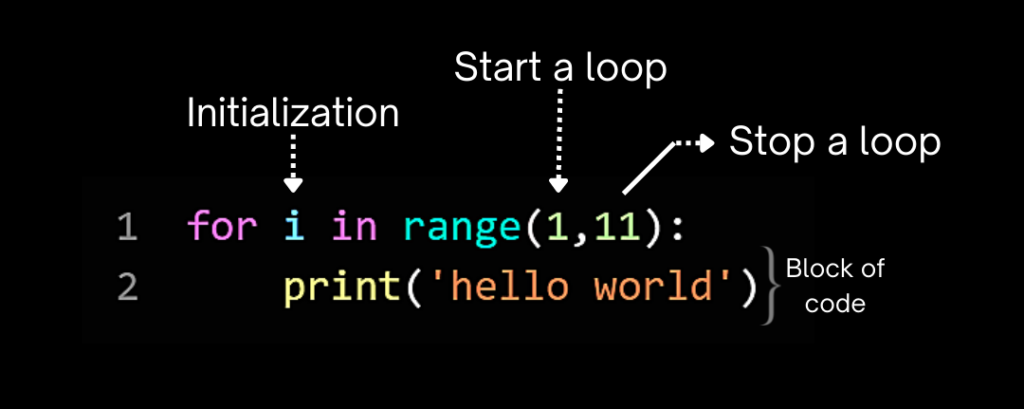 Start a loop
Initialization
Stop a loop
1 for i in range(1,11):
2 print('hello world')
Block of
code